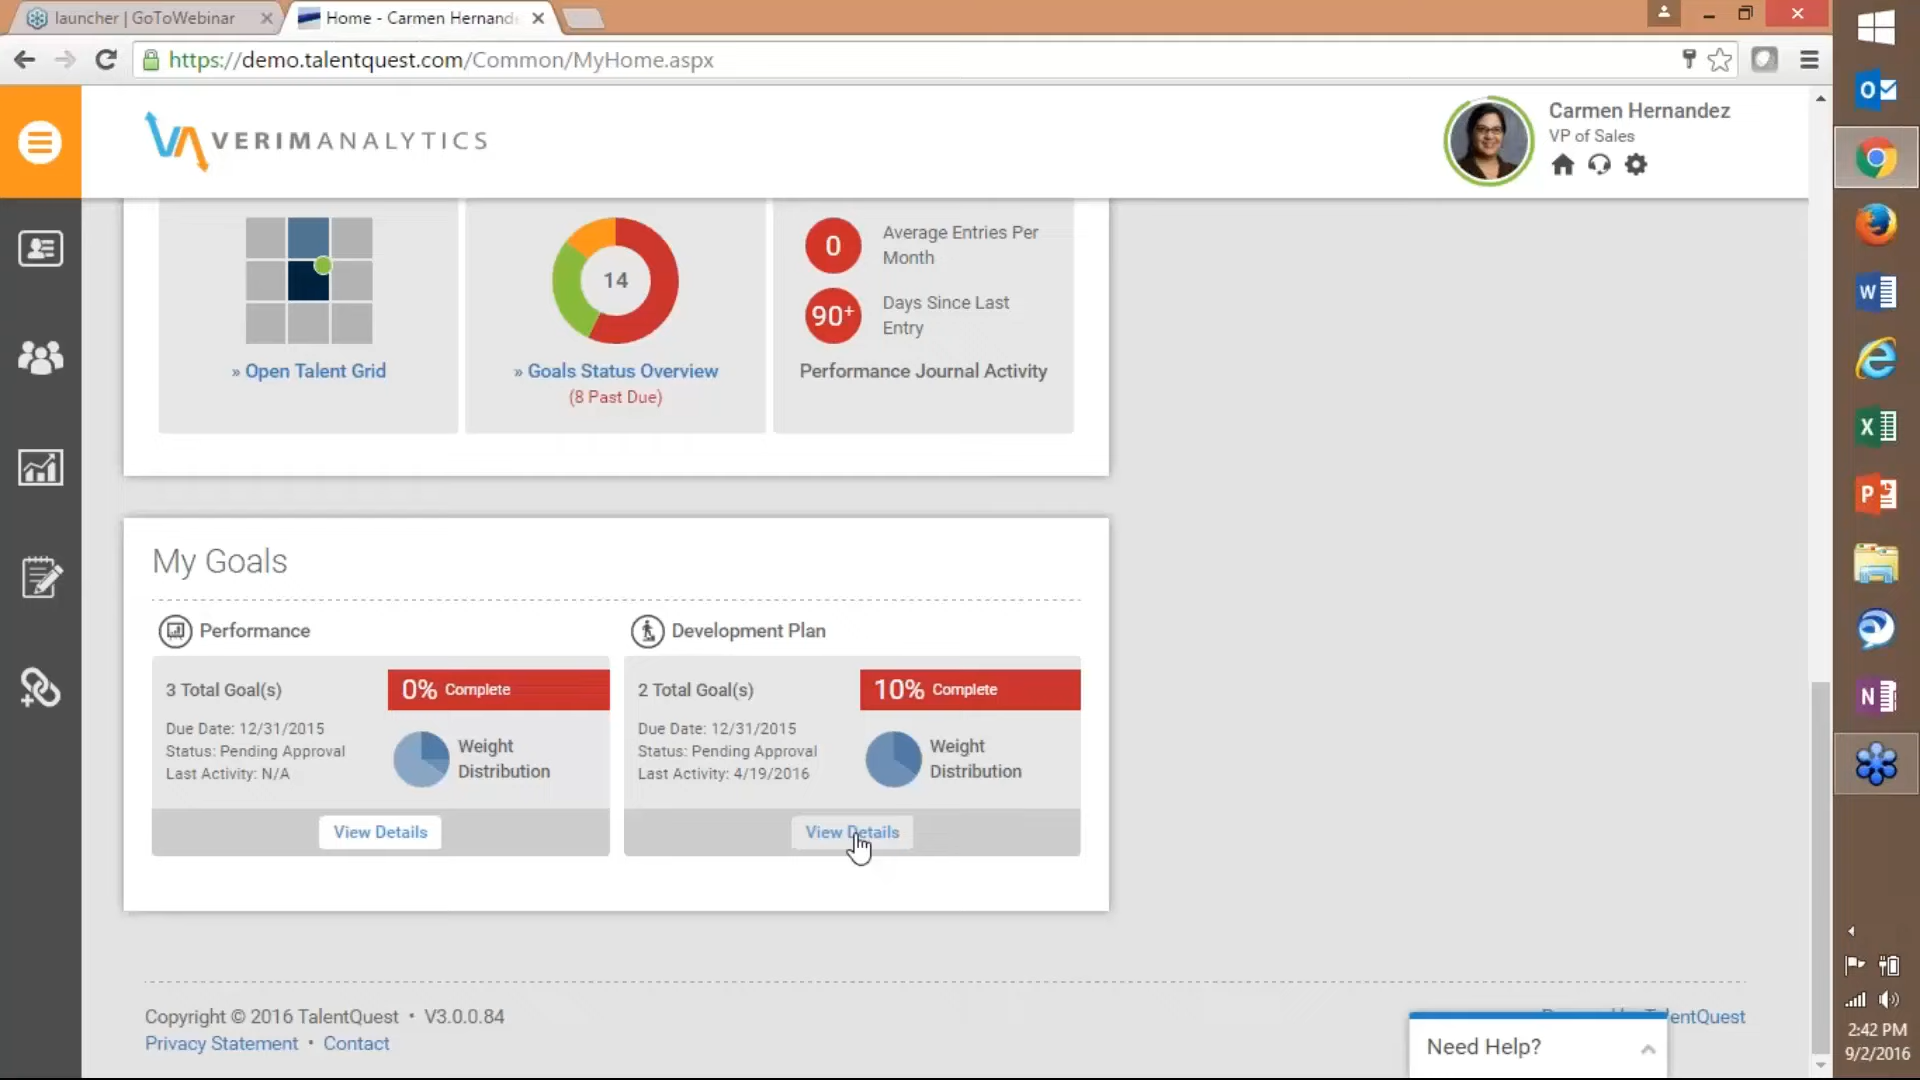 launcher | GoToWebinar
Home - Carmen Hernand
https://demo.talentquest.com/Common/MyHome.aspx
VERIMANALYTICS
Carmen Hernandez
VP of Sales
» Open Talent Grid
14
» Goals Status Overview
(8 Past Due)
0
Average Entries Per
Month
90+
Days Since Last
Entry
Performance Journal Activity
My Goals
Performance
3 Total Goal(s)
0% Complete
Due Date: 12/31/2015
Status: Pending Approval
Last Activity: N/A
Weight
Distribution
View Details
Development Plan
2 Total Goal(s)
10% Complete
Due Date: 12/31/2015
Status: Pending Approval
Last Activity: 4/19/2016
Weight
Distribution
View Details
Copyright © 2016 TalentQuest • V3.0.0.84
Privacy Statement • Contact
entQuest
Need Help?
2:42 PM
9/2/2016